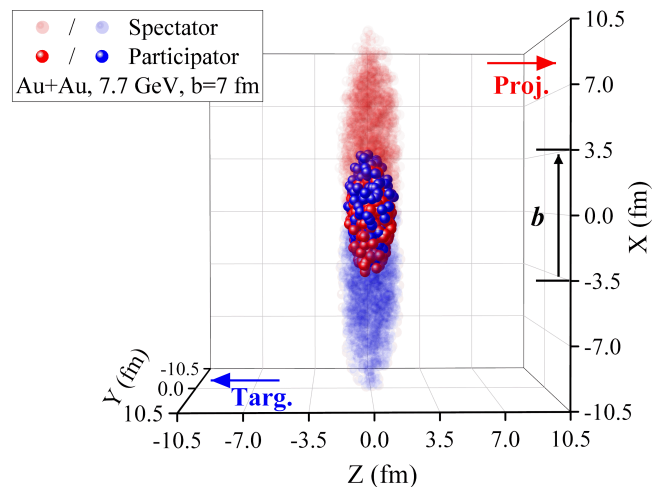 / Spectator
/ Participator
Au+Au, 7.7 GeV, b=7 fm
Proj.
10.5
7.0
3.5
0.0
-3.5
-7.0
-10.5
X (fm)
b
Y (fm)
-10.5
0.0
10.5
Targ.
-10.5
-7.0
-3.5
0.0
3.5
7.0
10.5
Z (fm)